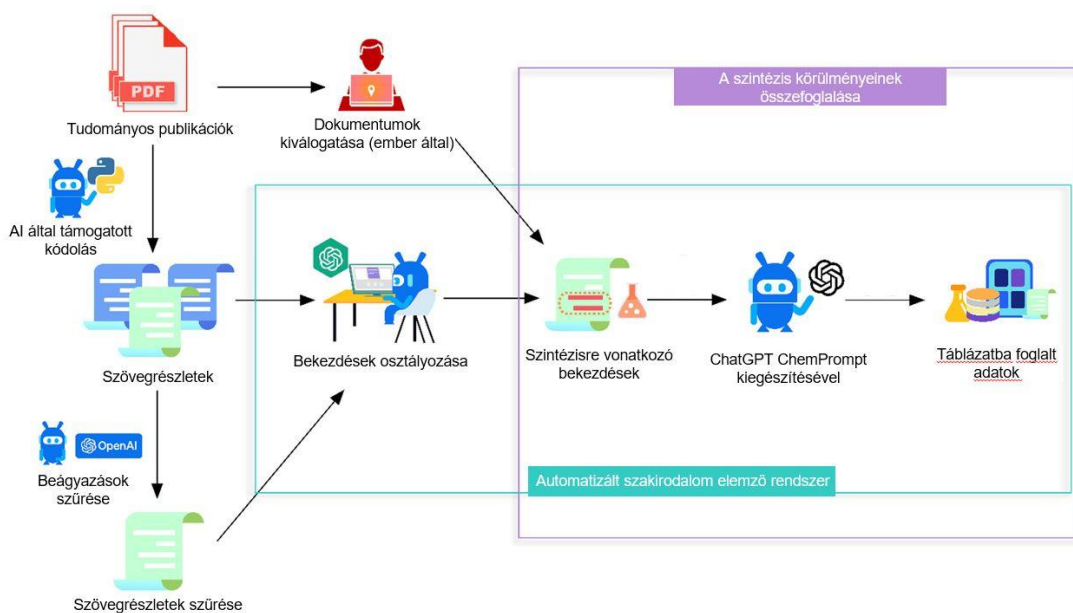 PDF
Tudományos publikációk
Dokumentumok
kiválogatása (ember által)
A szintézis körülményeinek
összefoglalása
AI által támogatott
kódolás
Szövegrészletek
Bekezdések osztályozása
Szintézisre vonatkozó
bekezdések
ChatGPT ChemPrompt
kiegészítésével
Táblázatba foglalt
adatok
OpenAI
Beágyazások
szűrése
Automatizált szakirodalom elemző rendszer
Szövegrészletek szűrése